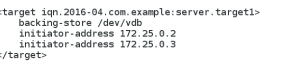 <target iqn.2016-04.com.example:server.target1>
    backing-store /dev/vdb
    initiator-address 172.25.0.2
    initiator-address 172.25.0.3
</target>